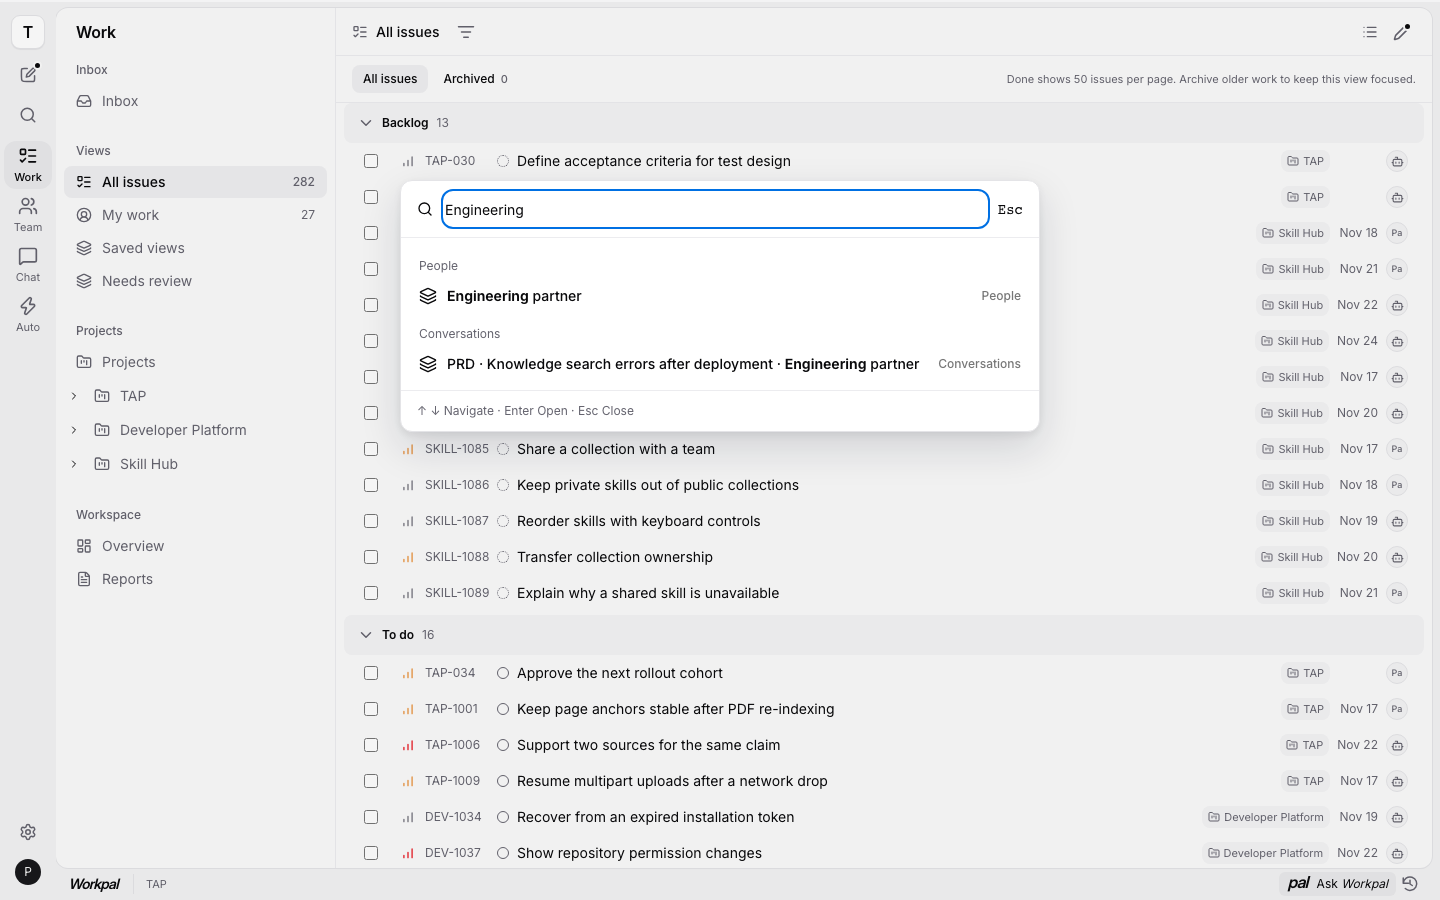 T
Work
Team
Chat
Auto
P
Work
Inbox
Inbox
Views
All issues 282
My work 27
Saved views
Needs review
Projects
Projects
TAP
Developer Platform
Skill Hub
Workspace
Overview
Reports
All issues
All issues Archived 0 Done shows 50 issues per page. Archive older work to keep this view focused.
Backlog 13
TAP-030 Define acceptance criteria for test design TAP
TAP
Skill Hub Nov 18 Pa
Skill Hub Nov 21 Pa
Skill Hub Nov 22
Skill Hub Nov 24
Skill Hub Nov 17 Pa
Skill Hub Nov 20
Engineering Esc
People
Engineering partner People
Conversations
PRD · Knowledge search errors after deployment · Engineering partner Conversations
↑ ↓ Navigate · Enter Open · Esc Close
SKILL-1085 Share a collection with a team Skill Hub Nov 17 Pa
SKILL-1086 Keep private skills out of public collections Skill Hub Nov 18 Pa
SKILL-1087 Reorder skills with keyboard controls Skill Hub Nov 19
SKILL-1088 Transfer collection ownership Skill Hub Nov 20
SKILL-1089 Explain why a shared skill is unavailable Skill Hub Nov 21 Pa
To do 16
TAP-034 Approve the next rollout cohort TAP Pa
TAP-1001 Keep page anchors stable after PDF re-indexing TAP Nov 17 Pa
TAP-1006 Support two sources for the same claim TAP Nov 22
TAP-1009 Resume multipart uploads after a network drop TAP Nov 17
DEV-1034 Recover from an expired installation token Developer Platform Nov 19
DEV-1037 Show repository permission changes Developer Platform Nov 22
Workpal TAP pal Ask Workpal